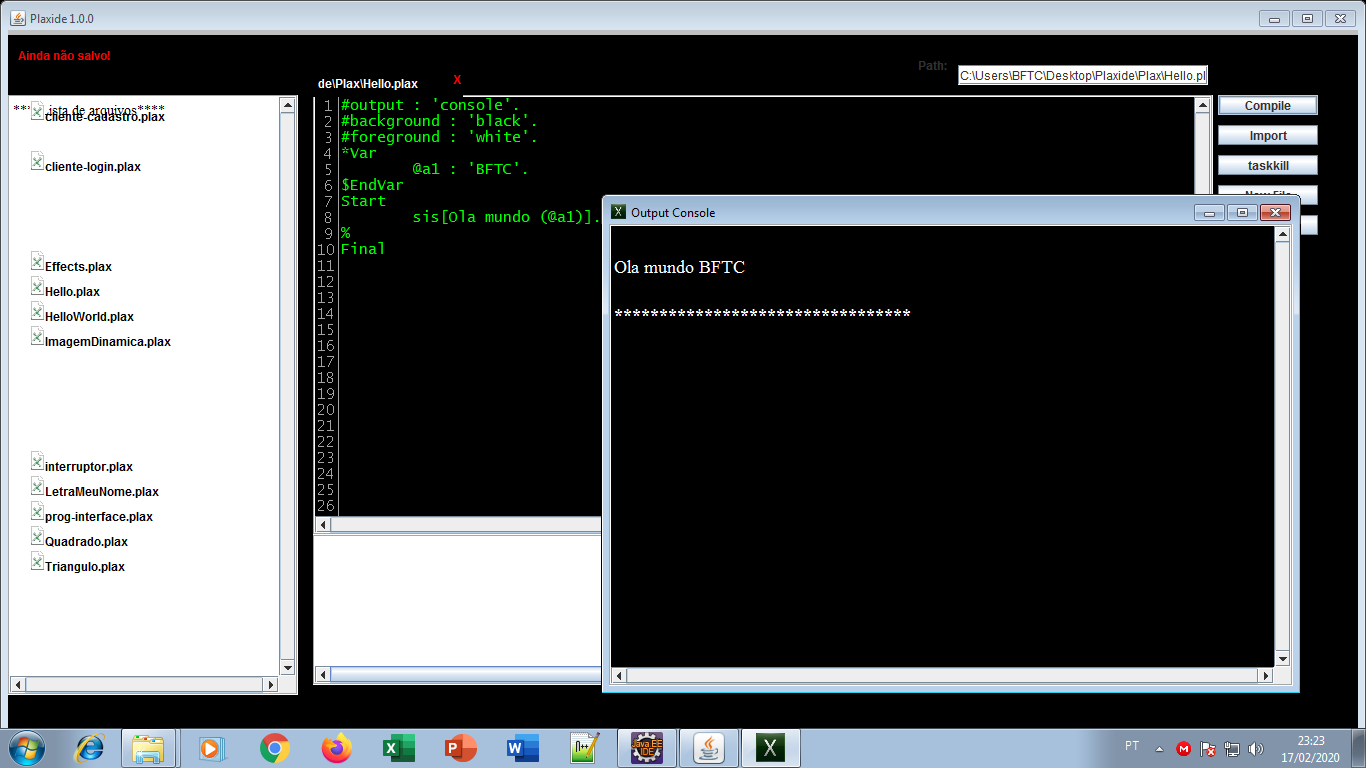 Plaxide 1.0.0
Ainda não salvo!
Path:
C:\Users\BFTC\Desktop\Plaxide\Plax\Hello.pl
de\Plax\Hello.plax
X
****Lista de arquivos****
cliente-cadastro.plax
cliente-login.plax
Effects.plax
Hello.plax
HelloWorld.plax
ImagemDinamica.plax
interruptor.plax
LetraMeuNome.plax
prog-interface.plax
Quadrado.plax
Triangulo.plax
1 #output : 'console'.
2 #background : 'black'.
3 #foreground : 'white'.
4 *Var
5 @a1 : 'BFTC'.
6 $EndVar
7 Start
8 sis[Ola mundo (@a1)].
9 %
10 Final
11
12
13
14
15
16
17
18
19
20
21
22
23
24
25
26
Compile
Import
taskkill
New File
Output Console
Ola mundo BFTC
*********************************
Java EE
IDE
PT
23:23
17/02/2020